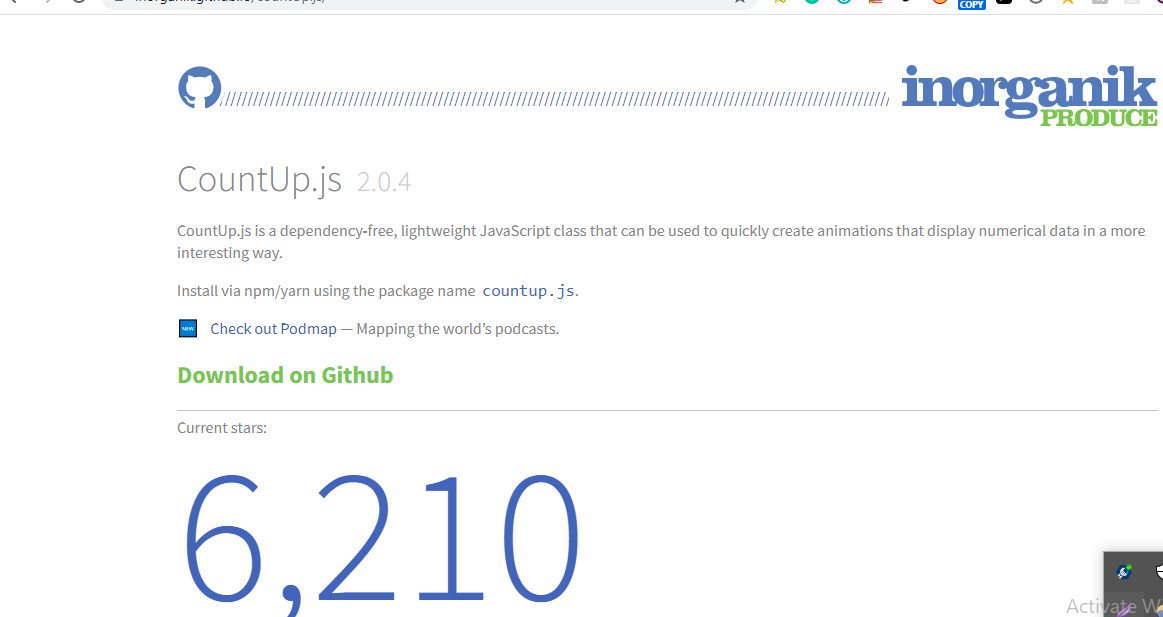 COPY
inorganik
PRODUCE
CountUp.js 2.0.4
CountUp.js is a dependency-free, lightweight JavaScript class that can be used to quickly create animations that display numerical data in a more
interesting way.
Install via npm/yarn using the package name countup.js.
NEW Check out Podmap — Mapping the world’s podcasts.
Download on Github
Current stars:
6,210
Activate